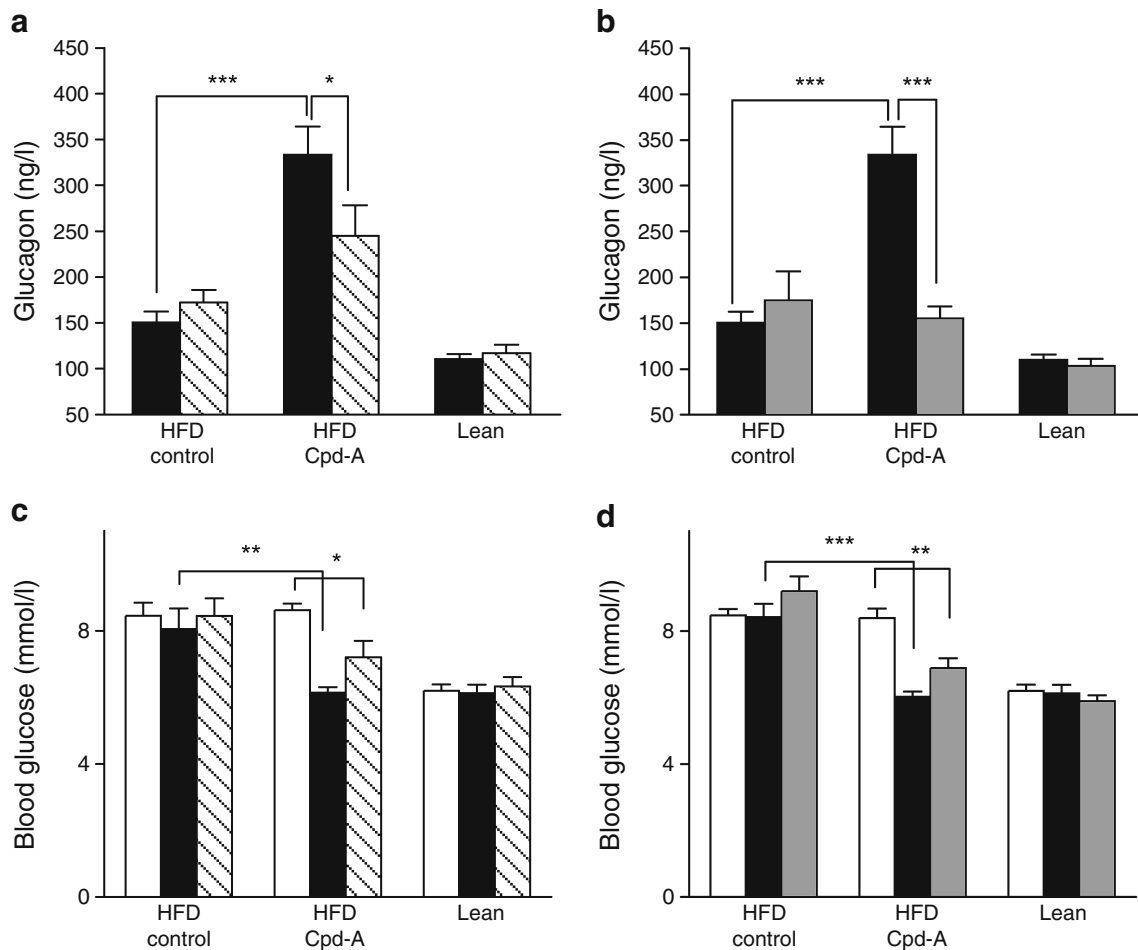 a
450
400
350
300
250
200
150
100
50
Glucagon (ng/l)
***
*
HFD
control
HFD
Cpd-A
Lean
b
450
400
350
300
250
200
150
100
50
Glucagon (ng/l)
***
***
HFD
control
HFD
Cpd-A
Lean
c
8
4
0
Blood glucose (mmol/l)
**
*
HFD
control
HFD
Cpd-A
Lean
d
8
4
0
Blood glucose (mmol/l)
***
**
HFD
control
HFD
Cpd-A
Lean